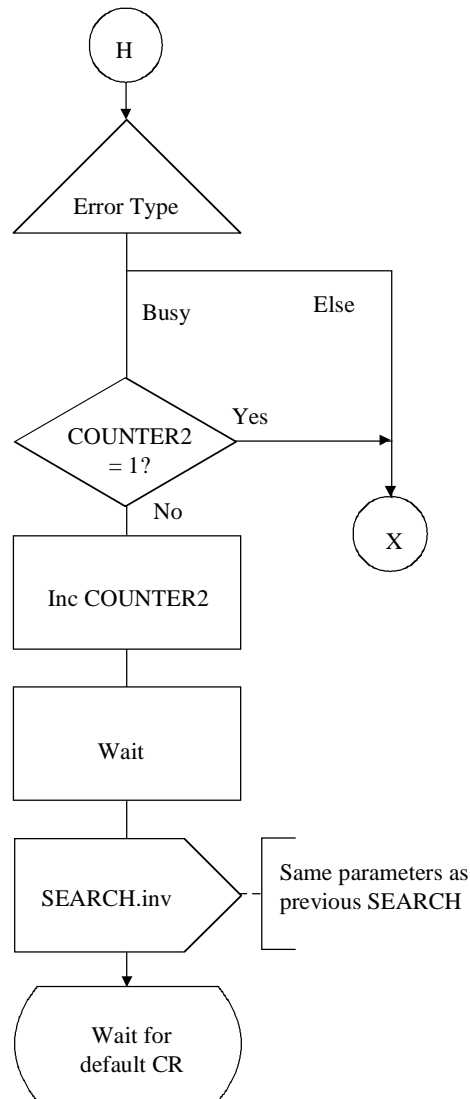 H
Error Type
Busy
Else
COUNTER2
= 1?
Yes
No
X
Inc COUNTER2
Wait
SEARCH.inv
Same parameters as
previous SEARCH
Wait for
default CR